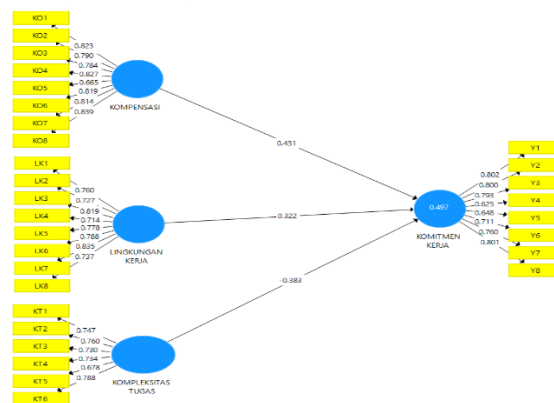 KO1
KO2
KO3
KO4
KO5
KO6
KO7
KO8
0.823
0.790
0.784
0.827
0.665
0.819
0.814
0.839
KOMPENSASI
0.451
LK1
LK2
LK3
LK4
LK5
LK6
LK7
LK8
0.760
0.727
0.819
0.714
0.778
0.788
0.835
0.737
LINGKUNGAN
KERJA
0.322
KT1
KT2
KT3
KT4
KT5
KT6
0.747
0.760
0.730
0.734
0.678
0.788
KOMPLEKSITAS
TUGAS
-0.383
0.497
KOMITMEN
KERJA
0.802
0.800
0.793
0.625
0.648
0.711
0.760
0.801
Y1
Y2
Y3
Y4
Y5
Y6
Y7
Y8